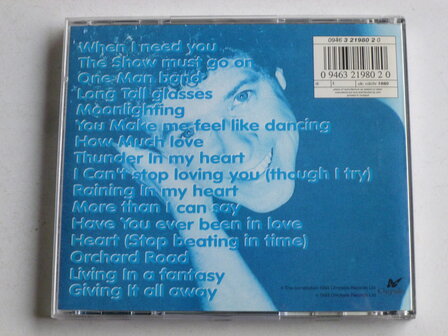 When I need you
The Show must go on
One Man band
Long Tall glasses
Moonlighting
You Make me feel like dancing
How Much love
Thunder In my heart
I Can't stop loving you (though I try)
Raining In my heart
More Than I can say
Have You ever been in love
Heart (Stop beating in time)
Orchard Road
Living In a fantasy
Giving It all away
0946 3 21980 2 0
0 09463 21980 20